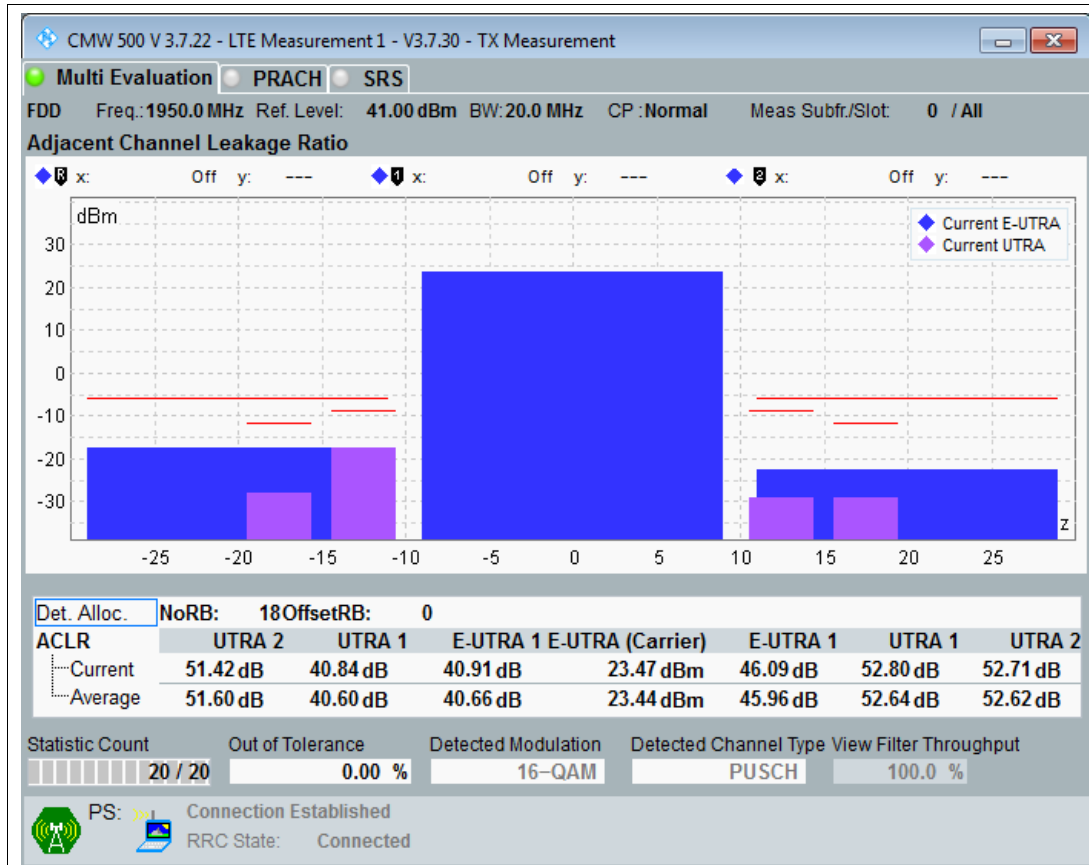 CMW 500 V 3.7.22 - LTE Measurement 1 - V3.7.30 - TX Measurement
Multi Evaluation PRACH SRS
FDD Freq.: 1950.0 MHz Ref. Level: 41.00 dBm BW: 20.0 MHz CP : Normal Meas Subfr./Slot: 0 / All
Adjacent Channel Leakage Ratio
R x: Off y: --- 1 x: Off y: --- 2 x: Off y: ---
dBm
Current E-UTRA
Current UTRA
30
20
10
0
-10
-20
-30
z
-25 -20 -15 -10 -5 0 5 10 15 20 25
Det. Alloc. NoRB: 18 OffsetRB: 0
ACLR UTRA 2 UTRA 1 E-UTRA 1 E-UTRA (Carrier) E-UTRA 1 UTRA 1 UTRA 2
Current 51.42 dB 40.84 dB 40.91 dB 23.47 dBm 46.09 dB 52.80 dB 52.71 dB
Average 51.60 dB 40.60 dB 40.66 dB 23.44 dBm 45.96 dB 52.64 dB 52.62 dB
Statistic Count Out of Tolerance Detected Modulation Detected Channel Type View Filter Throughput
20 / 20 0.00 % 16-QAM PUSCH 100.0 %
PS: Connection Established
RRC State: Connected